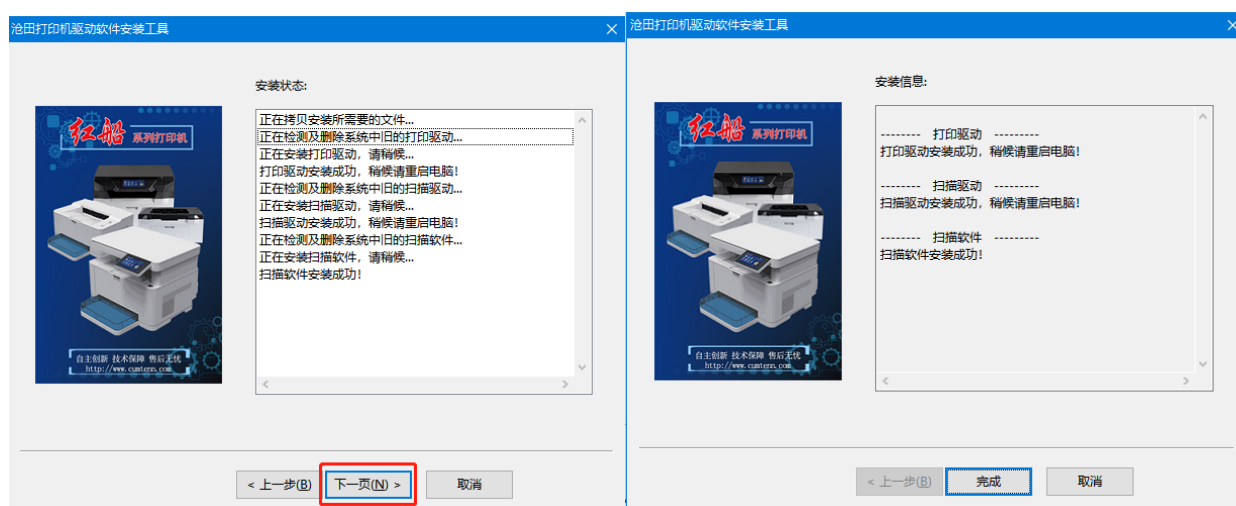 沧田打印机驱动软件安装工具
安装状态:
红船 系列打印机
正在拷贝安装所需要的文件...
正在检测及删除系统中旧的打印驱动...
正在安装打印驱动，请稍候...
打印驱动安装成功，稍候请重启电脑!
正在检测及删除系统中旧的扫描驱动...
正在安装扫描驱动，请稍候...
扫描驱动安装成功，稍候请重启电脑!
正在检测及删除系统中旧的扫描软件...
正在安装扫描软件，请稍候...
扫描软件安装成功!
自主创新 技术保障 售后无忧
http://www.cumtenn.com
< 上一步(B)
下一页(N) >
取消
沧田打印机驱动软件安装工具
安装信息:
红船 系列打印机
-------- 打印驱动 ---------
打印驱动安装成功，稍候请重启电脑!
-------- 扫描驱动 ---------
扫描驱动安装成功，稍候请重启电脑!
-------- 扫描软件 ---------
扫描软件安装成功!
自主创新 技术保障 售后无忧
http://www.cumtenn.com
< 上一步(B)
完成
取消